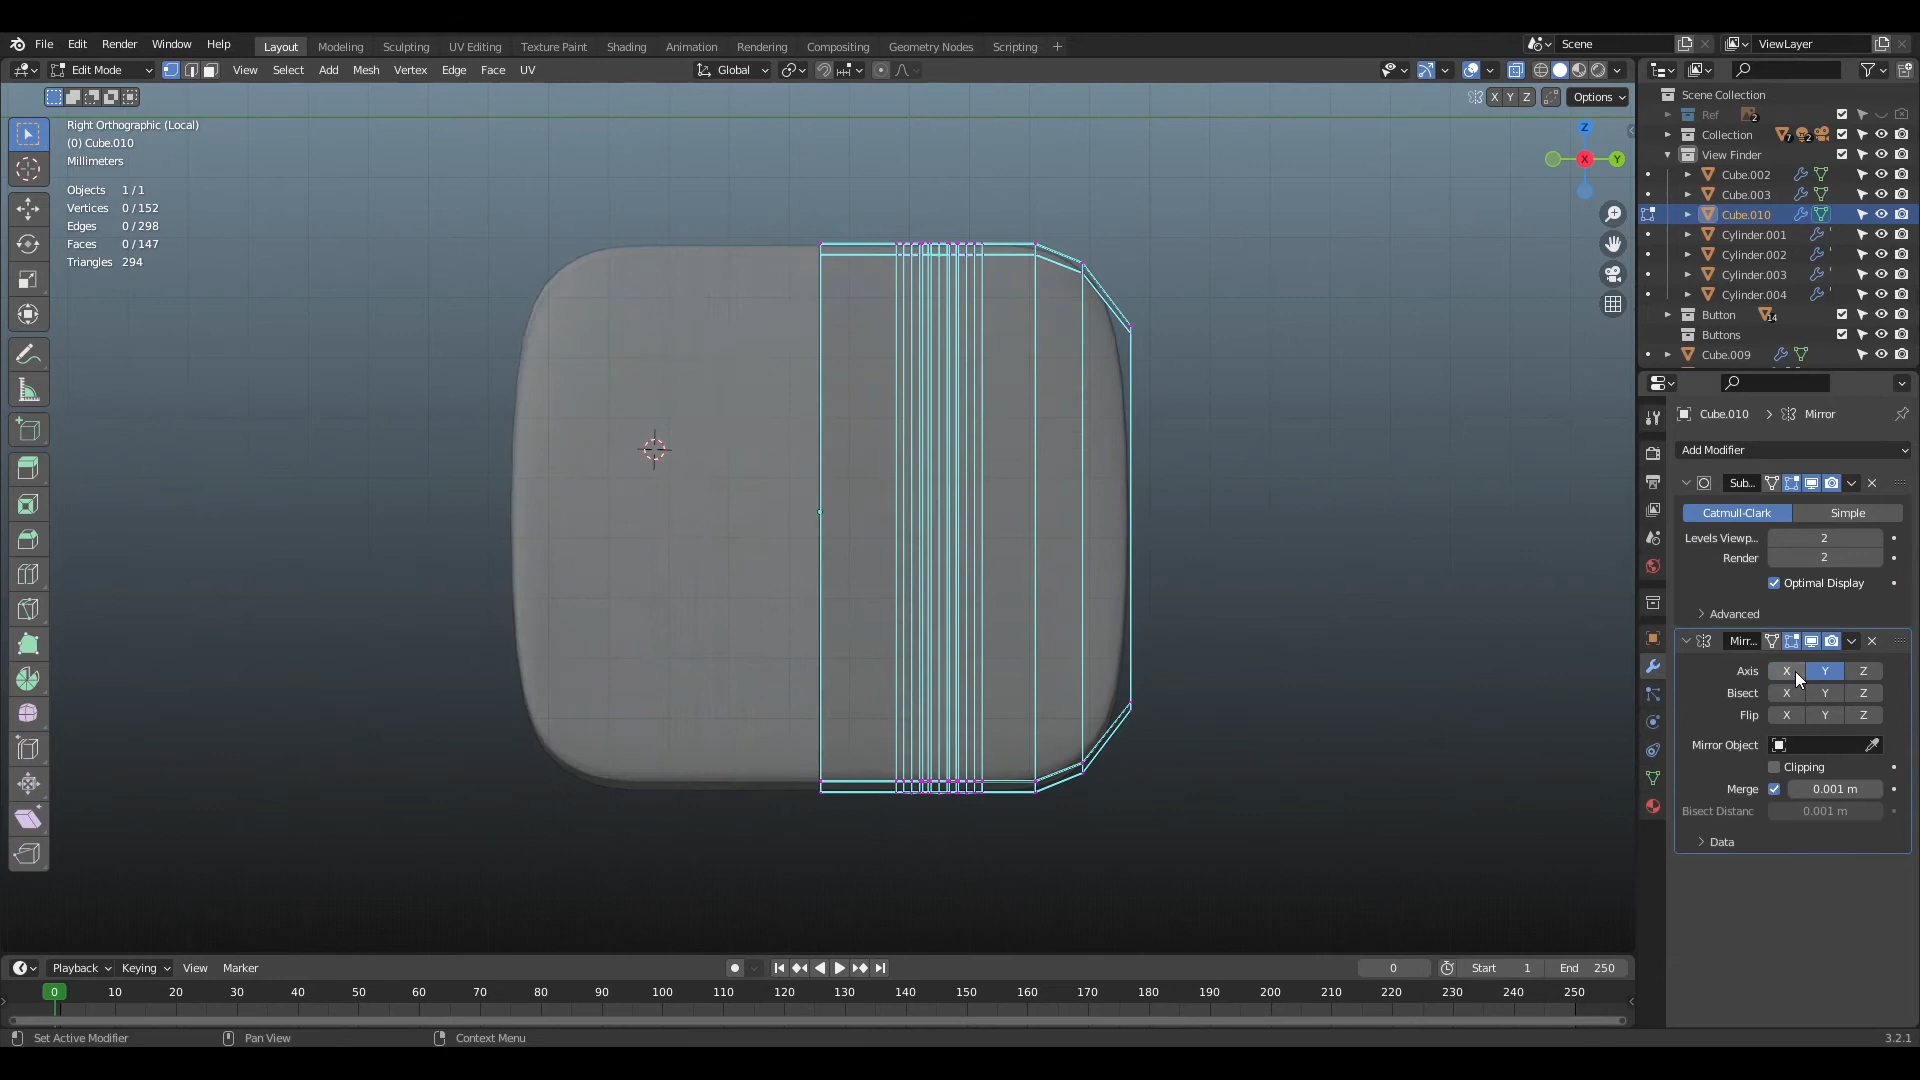 File Edit Render Window Help Layout Modeling Sculpting UV Editing Texture Paint Shading Animation Rendering Compositing Geometry Nodes Scripting + Scene ViewLayer
Edit Mode View Select Add Mesh Vertex Edge Face UV Global
X Y Z Options
Right Orthographic (Local)
(0) Cube.010
Millimeters
Objects 1/1
Vertices 0/152
Edges 0/298
Faces 0/147
Triangles 294
Z
X
Y
Scene Collection
Ref 2
Collection 7 2
View Finder
Cube.002
Cube.003
Cube.010
Cylinder.001
Cylinder.002
Cylinder.003
Cylinder.004
Button 14
Buttons
Cube.009
Cube.010 > Mirror
Add Modifier
Sub...
Catmull-Clark Simple
Levels Viewp... 2
Render 2
Optimal Display
Advanced
Mirr...
Axis X Y Z
Bisect X Y Z
Flip X Y Z
Mirror Object
Clipping
Merge 0.001 m
Bisect Distanc 0.001 m
Data
Playback Keying View Marker 0 Start 1 End 250
0 10 20 30 40 50 60 70 80 90 100 110 120 130 140 150 160 170 180 190 200 210 220 230 240 250
Set Active Modifier Pan View Context Menu 3.2.1